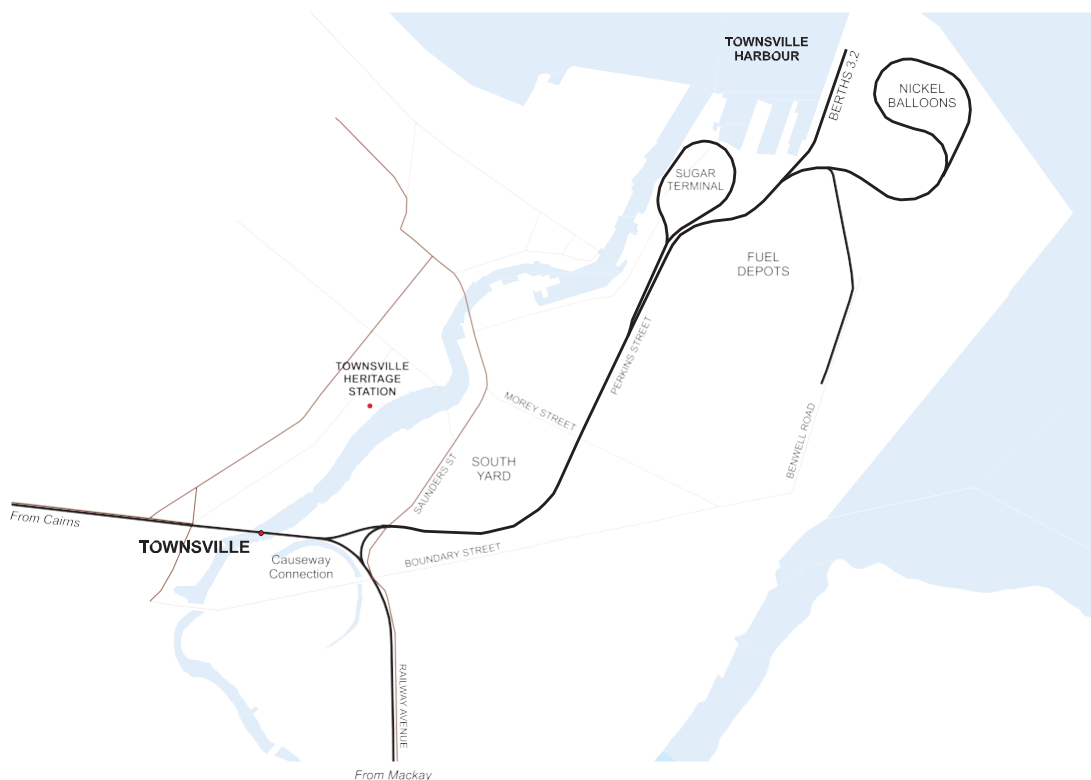 TOWNSVILLE
HARBOUR
BERTHS 3,2
NICKEL
BALLOONS
SUGAR
TERMINAL
FUEL
DEPOTS
PERKINS STREET
TOWNSVILLE
HERITAGE
STATION
MOREY STREET
BENWELL ROAD
SOUTH
YARD
SAUNDERS ST
From Cairns
TOWNSVILLE
Causeway
Connection
BOUNDARY STREET
RAILWAY AVENUE
From Mackay